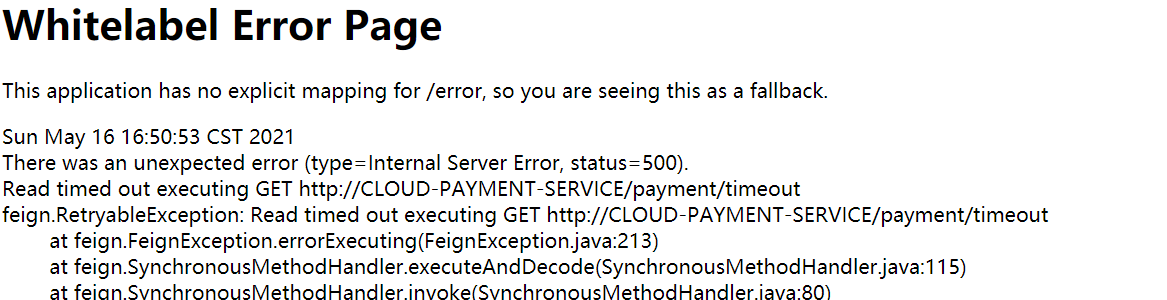 Whitelabel Error Page
This application has no explicit mapping for /error, so you are seeing this as a fallback.
Sun May 16 16:50:53 CST 2021
There was an unexpected error (type=Internal Server Error, status=500).
Read timed out executing GET http://CLOUD-PAYMENT-SERVICE/payment/timeout
feign.RetryableException: Read timed out executing GET http://CLOUD-PAYMENT-SERVICE/payment/timeout
at feign.FeignException.errorExecuting(FeignException.java:213)
at feign.SynchronousMethodHandler.executeAndDecode(SynchronousMethodHandler.java:115)
at feign.SynchronousMethodHandler.invoke(SynchronousMethodHandler.java:80)